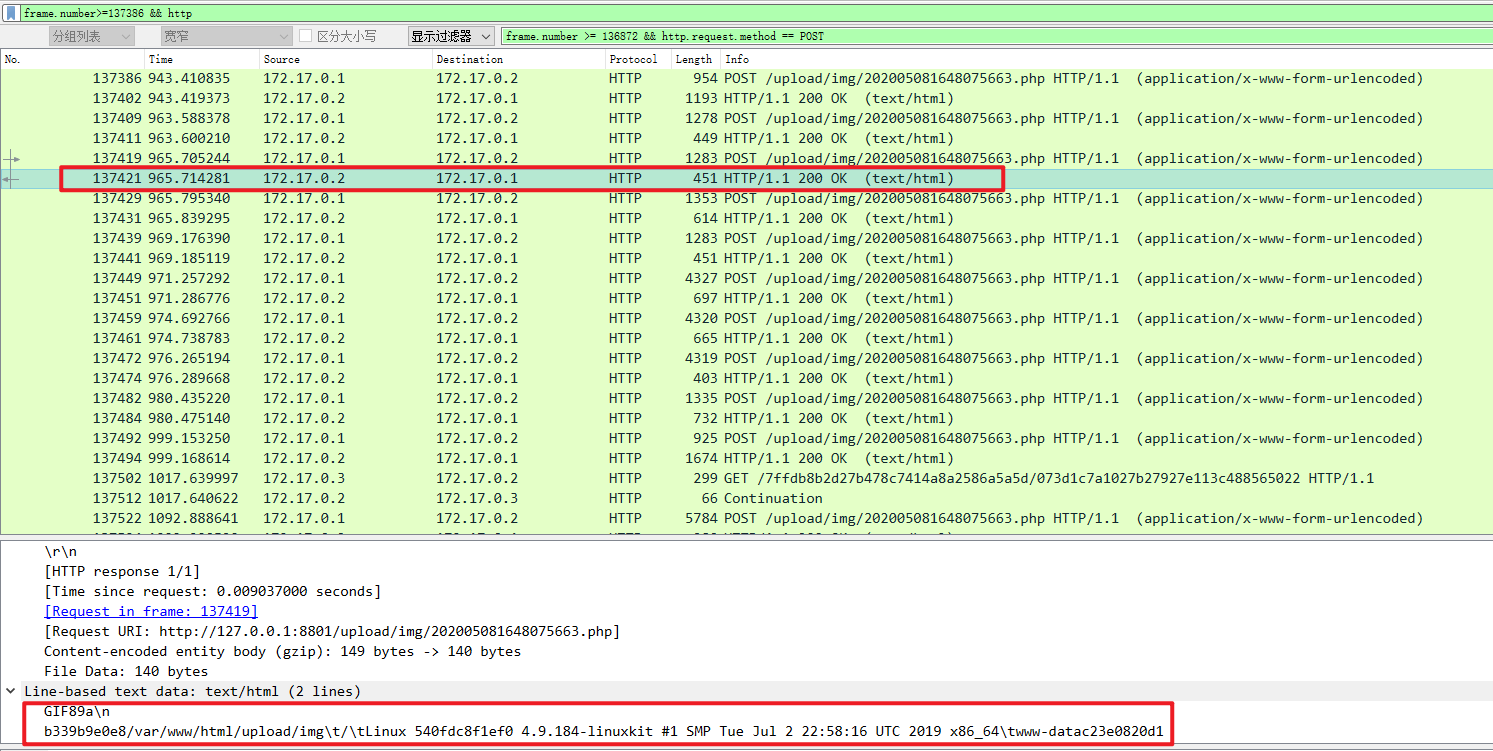 frame.number>=137386 && http
分组列表 宽窄 区分大小写 显示过滤器 frame.number >= 136872 && http.request.method == POST
No. Time Source Destination Protocol Length Info
137386 943.410835 172.17.0.1 172.17.0.2 HTTP 954 POST /upload/img/202005081648075663.php HTTP/1.1 (application/x-www-form-urlencoded)
137402 943.419373 172.17.0.2 172.17.0.1 HTTP 1193 HTTP/1.1 200 OK (text/html)
137409 963.588378 172.17.0.1 172.17.0.2 HTTP 1278 POST /upload/img/202005081648075663.php HTTP/1.1 (application/x-www-form-urlencoded)
137411 963.600210 172.17.0.2 172.17.0.1 HTTP 449 HTTP/1.1 200 OK (text/html)
137419 965.705244 172.17.0.1 172.17.0.2 HTTP 1283 POST /upload/img/202005081648075663.php HTTP/1.1 (application/x-www-form-urlencoded)
137421 965.714281 172.17.0.2 172.17.0.1 HTTP 451 HTTP/1.1 200 OK (text/html)
137429 965.795340 172.17.0.1 172.17.0.2 HTTP 1353 POST /upload/img/202005081648075663.php HTTP/1.1 (application/x-www-form-urlencoded)
137431 965.839295 172.17.0.2 172.17.0.1 HTTP 614 HTTP/1.1 200 OK (text/html)
137439 969.176390 172.17.0.1 172.17.0.2 HTTP 1283 POST /upload/img/202005081648075663.php HTTP/1.1 (application/x-www-form-urlencoded)
137441 969.185119 172.17.0.2 172.17.0.1 HTTP 451 HTTP/1.1 200 OK (text/html)
137449 971.257292 172.17.0.1 172.17.0.2 HTTP 4327 POST /upload/img/202005081648075663.php HTTP/1.1 (application/x-www-form-urlencoded)
137451 971.286776 172.17.0.2 172.17.0.1 HTTP 697 HTTP/1.1 200 OK (text/html)
137459 974.692766 172.17.0.1 172.17.0.2 HTTP 4320 POST /upload/img/202005081648075663.php HTTP/1.1 (application/x-www-form-urlencoded)
137461 974.738783 172.17.0.2 172.17.0.1 HTTP 665 HTTP/1.1 200 OK (text/html)
137472 976.265194 172.17.0.1 172.17.0.2 HTTP 4319 POST /upload/img/202005081648075663.php HTTP/1.1 (application/x-www-form-urlencoded)
137474 976.289668 172.17.0.2 172.17.0.1 HTTP 403 HTTP/1.1 200 OK (text/html)
137482 980.435220 172.17.0.1 172.17.0.2 HTTP 1335 POST /upload/img/202005081648075663.php HTTP/1.1 (application/x-www-form-urlencoded)
137484 980.475140 172.17.0.2 172.17.0.1 HTTP 732 HTTP/1.1 200 OK (text/html)
137492 999.153250 172.17.0.1 172.17.0.2 HTTP 925 POST /upload/img/202005081648075663.php HTTP/1.1 (application/x-www-form-urlencoded)
137494 999.168614 172.17.0.2 172.17.0.1 HTTP 1674 HTTP/1.1 200 OK (text/html)
137502 1017.639997 172.17.0.3 172.17.0.2 HTTP 299 GET /7ffdb8b2d27b478c7414a8a2586a5a5d/073d1c7a1027b27927e113c488565022 HTTP/1.1
137512 1017.640622 172.17.0.2 172.17.0.3 HTTP 66 Continuation
137522 1092.888641 172.17.0.1 172.17.0.2 HTTP 5784 POST /upload/img/202005081648075663.php HTTP/1.1 (application/x-www-form-urlencoded)
\r\n
[HTTP response 1/1]
[Time since request: 0.009037000 seconds]
[Request in frame: 137419]
[Request URI: http://127.0.0.1:8801/upload/img/202005081648075663.php]
Content-encoded entity body (gzip): 149 bytes -> 140 bytes
File Data: 140 bytes
Line-based text data: text/html (2 lines)
GIF89a\n
b339b9e0e8/var/www/html/upload/img\t/\tLinux 540fdc8f1ef0 4.9.184-linuxkit #1 SMP Tue Jul 2 22:58:16 UTC 2019 x86_64\twww-datac23e0820d1